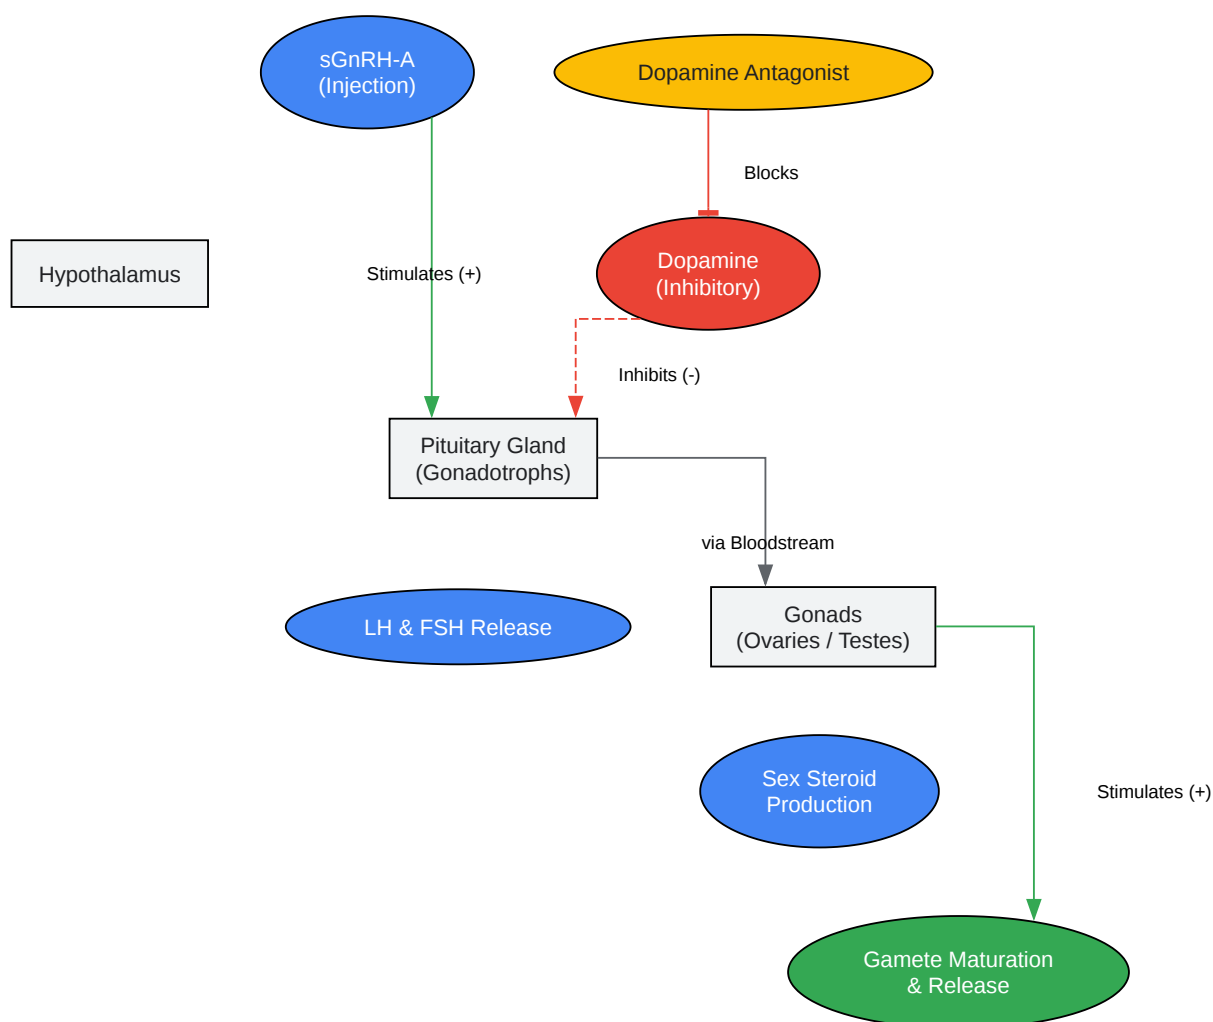 sGnRH-A
(Injection)
Dopamine Antagonist
Blocks
Hypothalamus
Stimulates (+)
Dopamine
(Inhibitory)
Inhibits (-)
Pituitary Gland
(Gonadotrophs)
via Bloodstream
LH & FSH Release
Gonads
(Ovaries / Testes)
Sex Steroid
Production
Stimulates (+)
Gamete Maturation
& Release